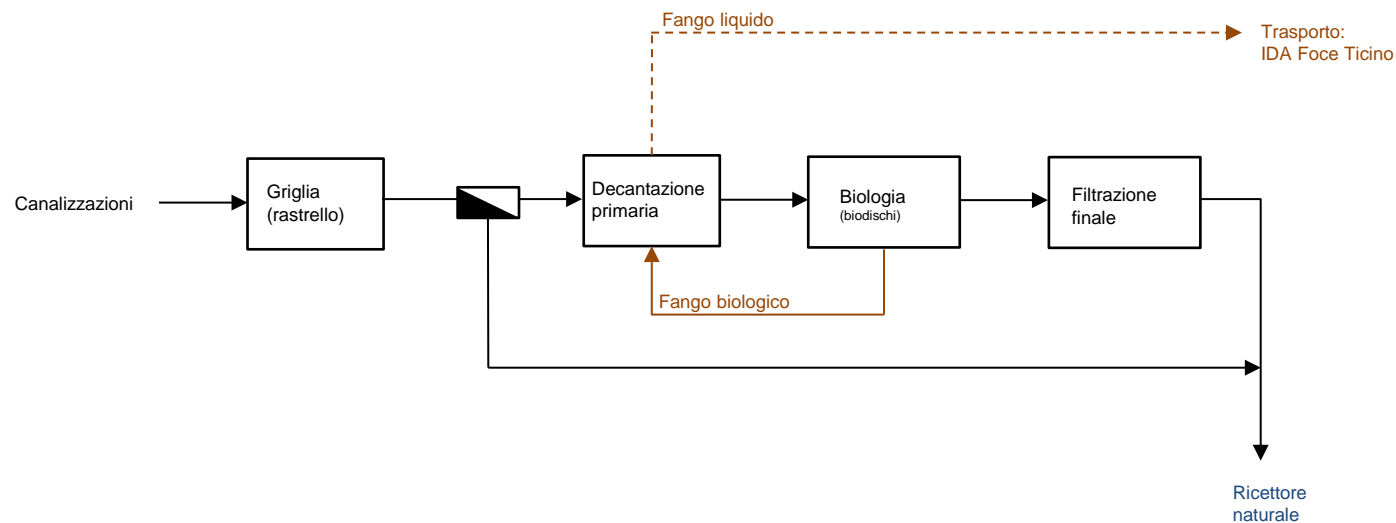 Fango liquido
Trasporto:
IDA Foce Ticino
Canalizzazioni
Griglia
(rastrello)
Decantazione
primaria
Biologia
(biodischi)
Filtrazione
finale
Fango biologico
Ricettore
naturale